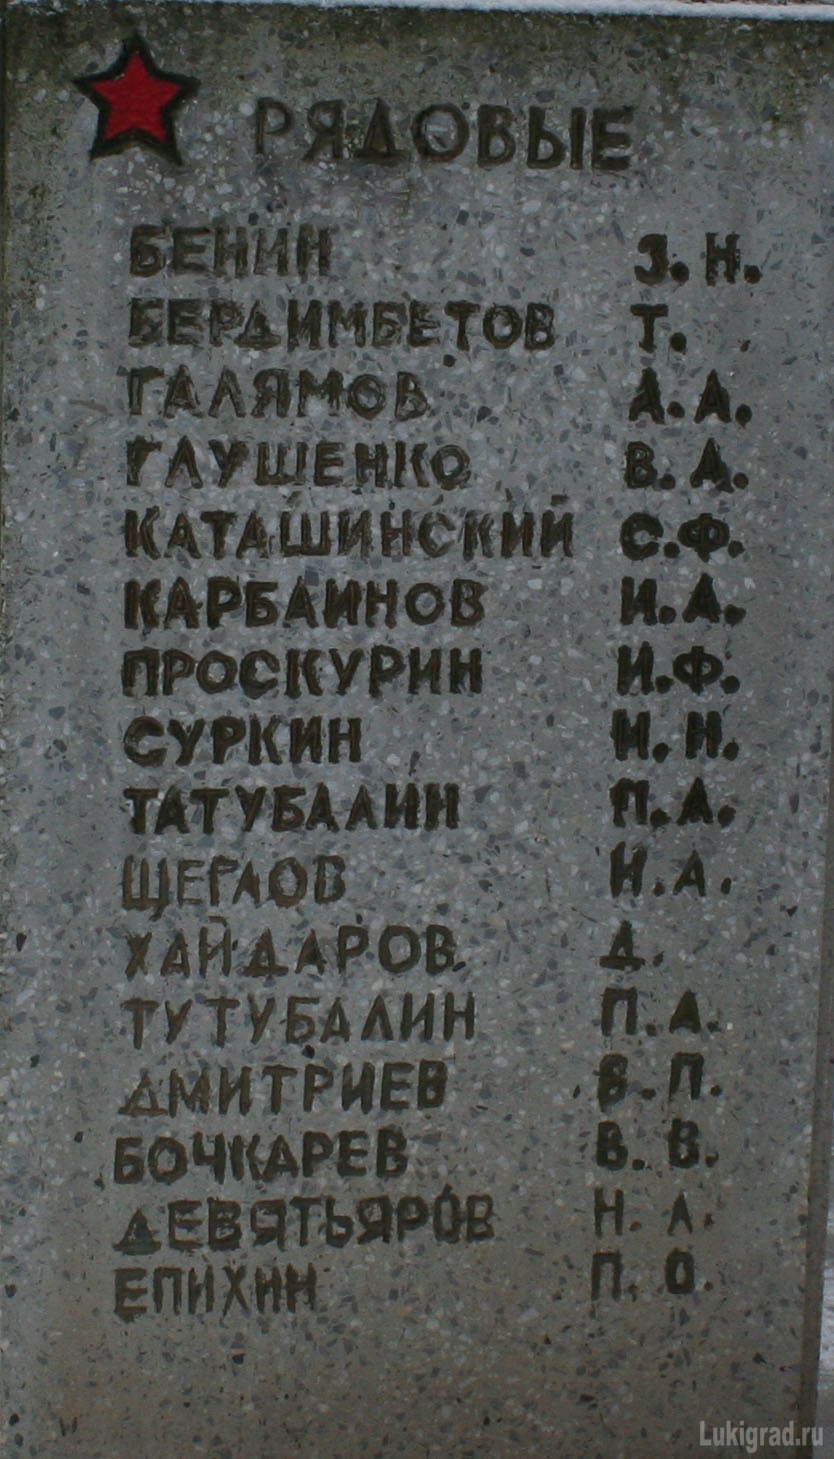 РЯДОВЫЕ
БЕНИН З.Н.
БЕРДИМБЕТОВ Т.
ГАЛЯМОВ А.А.
ГЛУШЕНКО В.А.
КАТАШИНСКИЙ С.Ф.
КАРБАИНОВ И.А.
ПРОСКУРИН И.Ф.
СУРКИН Н.Н.
ТАТУБАЛИН П.А.
ЩЕГЛОВ И.А.
ХАЙДАРОВ Д.
ТУТУБАЛИН П.А.
ДМИТРИЕВ В.П.
БОЧКАРЕВ В.В.
ДЕВЯТЬЯРОВ Н.А.
ЕПИХИН П.О.
Lukigrad.ru